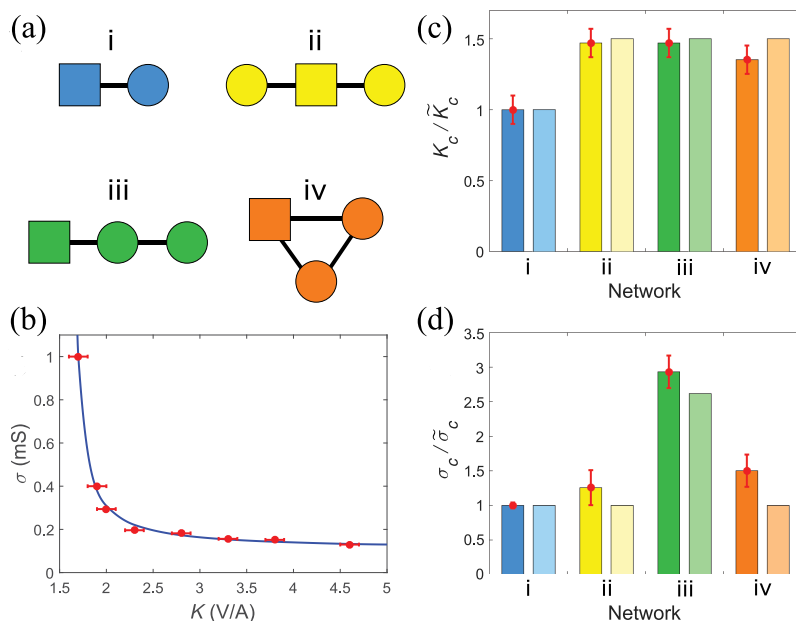 (a)
i
ii
iii
iv
(b)
1
0.8
0.6
0.4
0.2
0
σ (mS)
1.5 2 2.5 3 3.5 4 4.5 5
K (V/A)
(c)
1.5
1
0.5
0
K_c / K̃_c
i ii iii iv
Network
(d)
3.5
3
2.5
2
1.5
1
0.5
0
σ_c / σ̃_c
i ii iii iv
Network